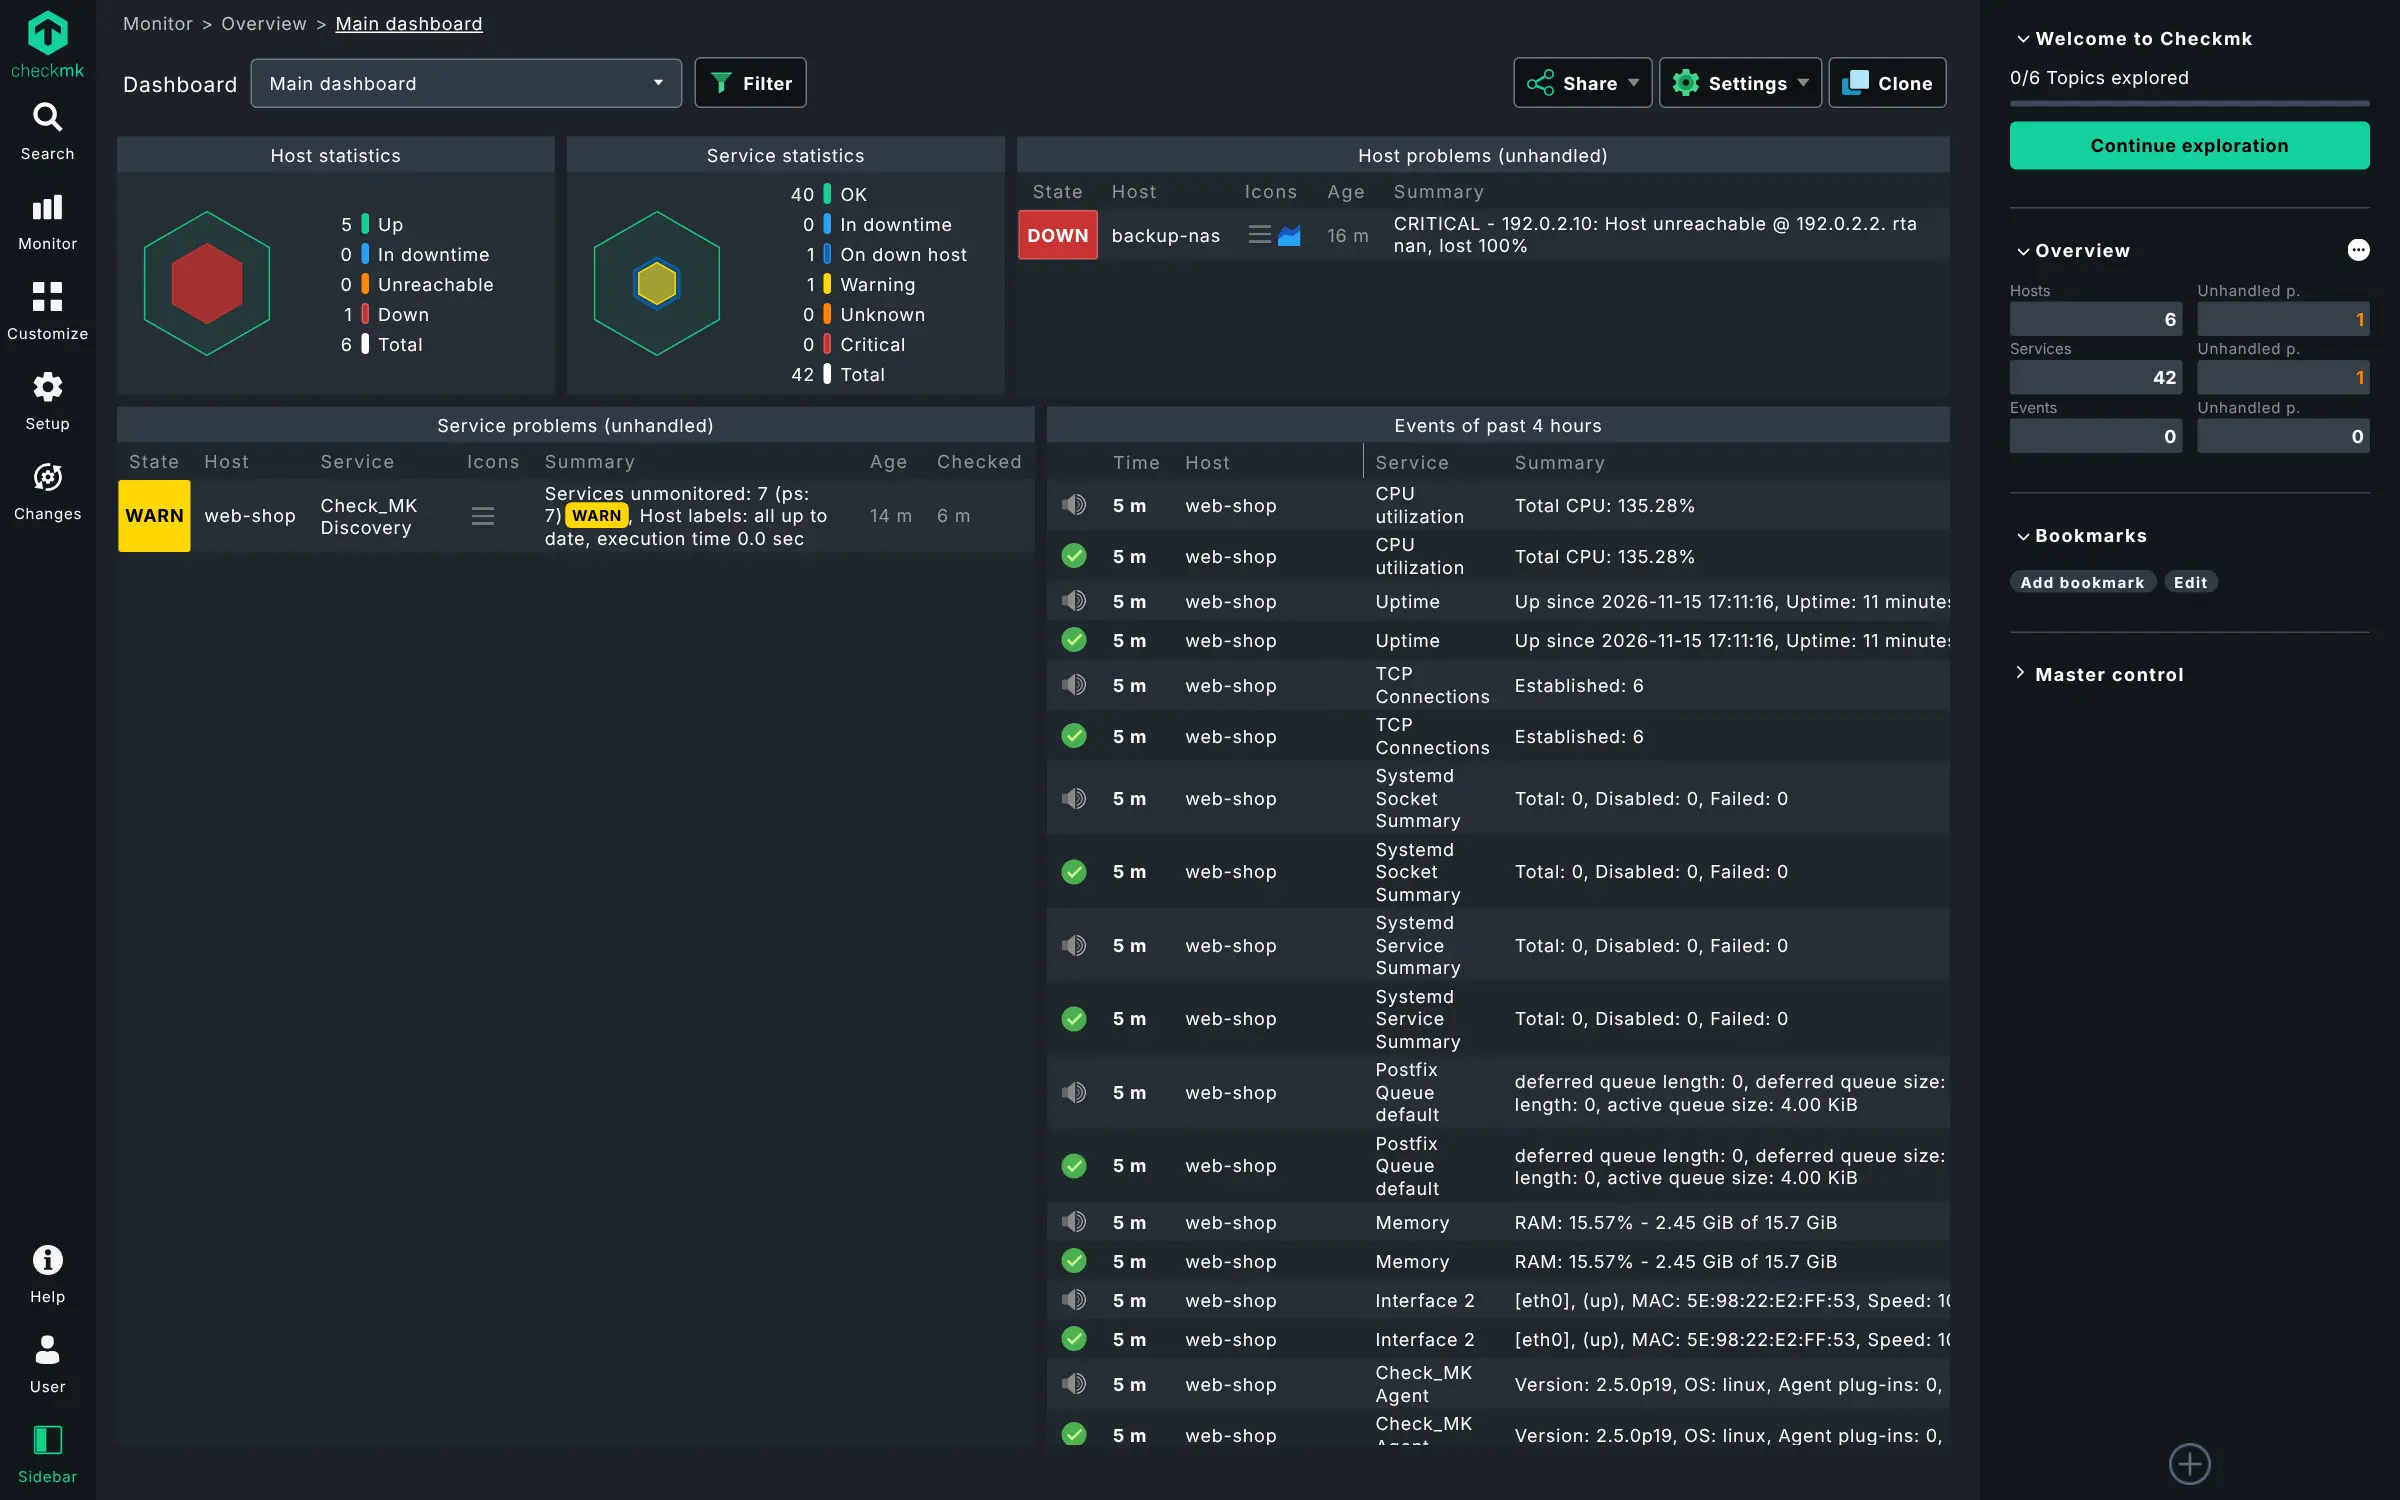 checkmk
Search
Monitor
Customize
Setup
Changes
Help
User
Sidebar
Monitor > Overview > Main dashboard
Dashboard
Main dashboard
Filter
Share
Settings
Clone
Host statistics
5 Up
0 In downtime
0 Unreachable
1 Down
6 Total
Service statistics
40 OK
0 In downtime
1 On down host
1 Warning
0 Unknown
0 Critical
42 Total
Host problems (unhandled)
State Host Icons Age Summary
DOWN backup-nas 16 m CRITICAL - 192.0.2.10: Host unreachable @ 192.0.2.2. rta
nan, lost 100%
Service problems (unhandled)
State Host Service Icons Summary Age Checked
WARN web-shop Check_MK
Discovery
Services unmonitored: 7 (ps:
7) WARN, Host labels: all up to
date, execution time 0.0 sec
14 m 6 m
Events of past 4 hours
Time Host Service Summary
5 m web-shop CPU
utilization
Total CPU: 135.28%
5 m web-shop CPU
utilization
Total CPU: 135.28%
5 m web-shop Uptime Up since 2026-11-15 17:11:16, Uptime: 11 minutes
5 m web-shop Uptime Up since 2026-11-15 17:11:16, Uptime: 11 minutes
5 m web-shop TCP
Connections
Established: 6
5 m web-shop TCP
Connections
Established: 6
5 m web-shop Systemd
Socket
Summary
Total: 0, Disabled: 0, Failed: 0
5 m web-shop Systemd
Socket
Summary
Total: 0, Disabled: 0, Failed: 0
5 m web-shop Systemd
Service
Summary
Total: 0, Disabled: 0, Failed: 0
5 m web-shop Systemd
Service
Summary
Total: 0, Disabled: 0, Failed: 0
5 m web-shop Postfix
Queue
default
deferred queue length: 0, deferred queue size:
length: 0, active queue size: 4.00 KiB
5 m web-shop Postfix
Queue
default
deferred queue length: 0, deferred queue size:
length: 0, active queue size: 4.00 KiB
5 m web-shop Memory RAM: 15.57% - 2.45 GiB of 15.7 GiB
5 m web-shop Memory RAM: 15.57% - 2.45 GiB of 15.7 GiB
5 m web-shop Interface 2 [eth0], (up), MAC: 5E:98:22:E2:FF:53, Speed: 10
5 m web-shop Interface 2 [eth0], (up), MAC: 5E:98:22:E2:FF:53, Speed: 10
5 m web-shop Check_MK
Agent
Version: 2.5.0p19, OS: linux, Agent plug-ins: 0,
5 m web-shop Check_MK
Agent
Version: 2.5.0p19, OS: linux, Agent plug-ins: 0,
Welcome to Checkmk
0/6 Topics explored
Continue exploration
Overview
Hosts Unhandled p.
6 1
Services Unhandled p.
42 1
Events Unhandled p.
0 0
Bookmarks
Add bookmark Edit
Master control